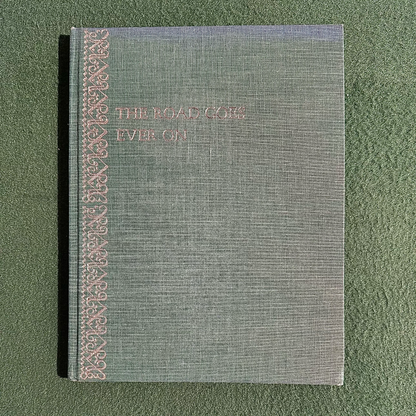 THE ROAD GOES
EVER ON